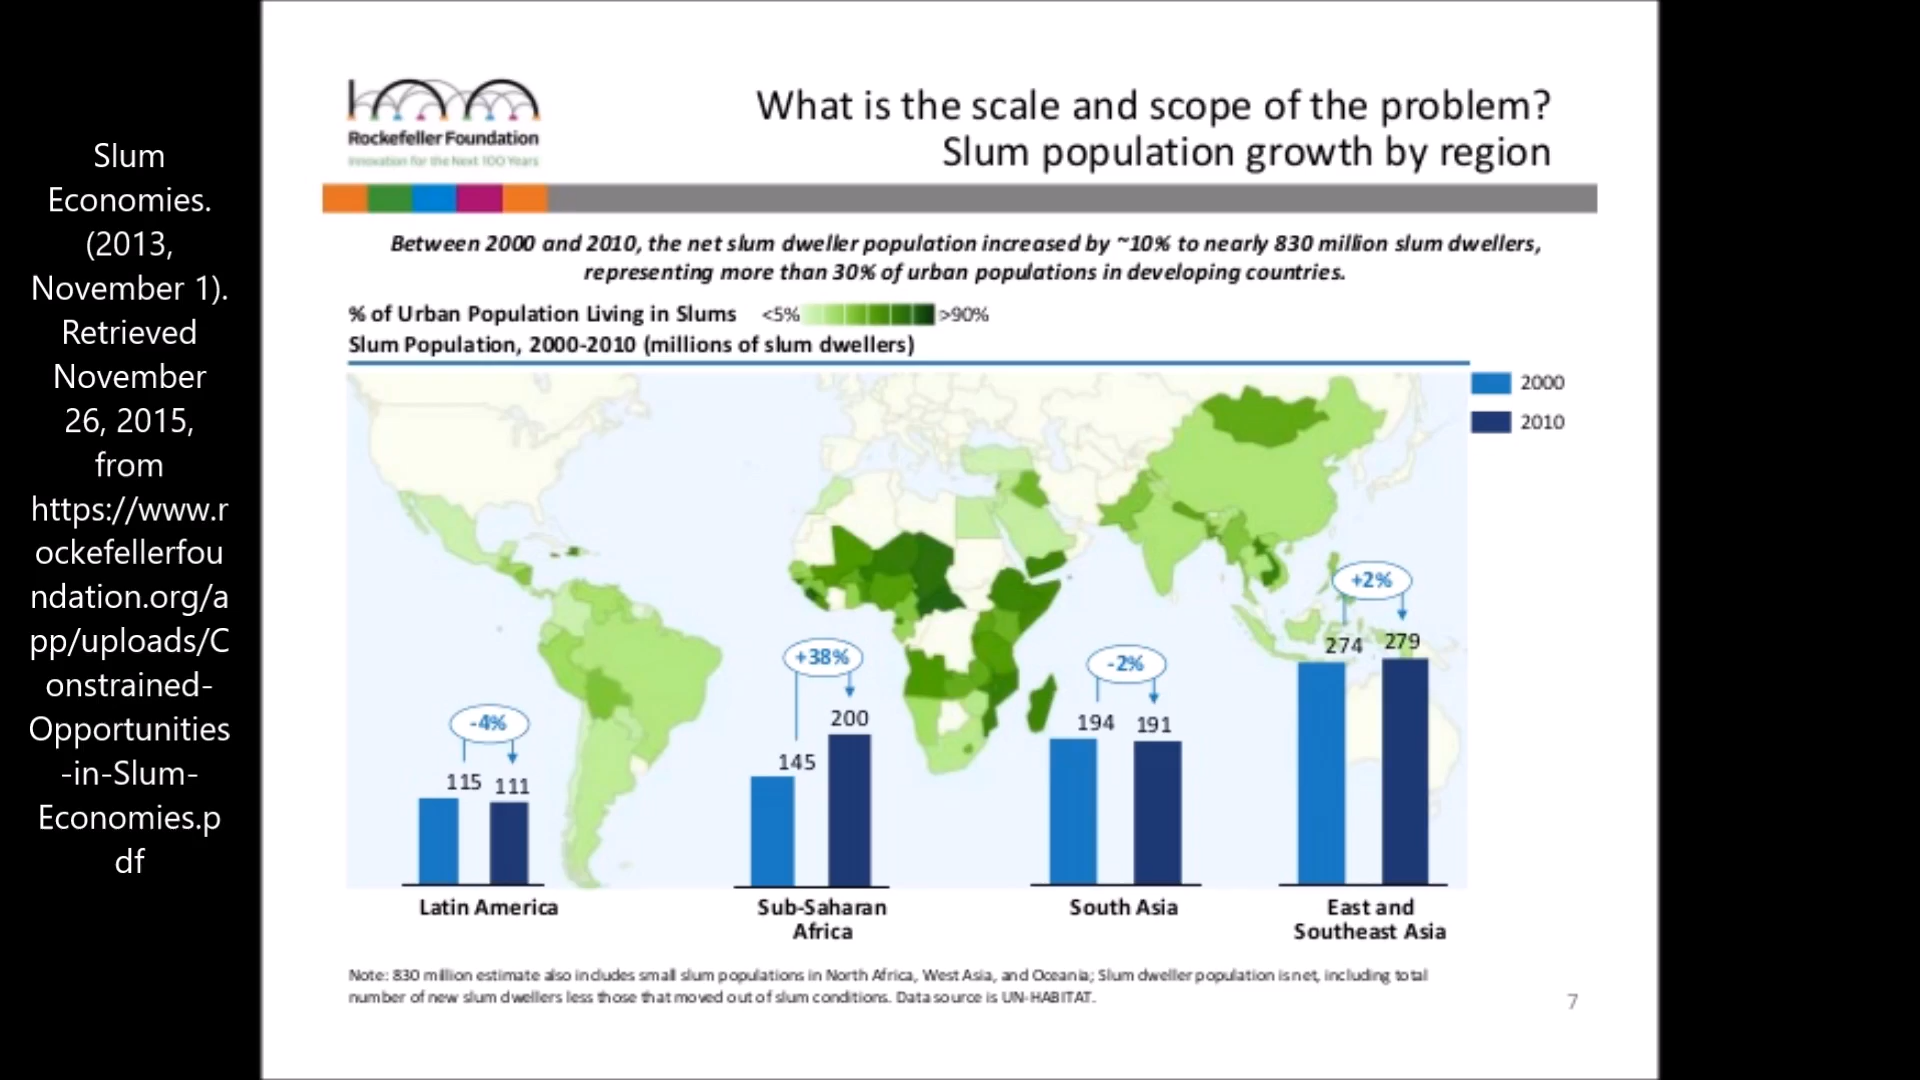 Slum
Economies.
(2013,
November 1).
Retrieved
November
26, 2015,
from
https://www.r
ockefellerfou
ndation.org/a
pp/uploads/C
onstrained-
Opportunities
-in-Slum-
Economies.p
df
Rockefeller Foundation
Innovation for the Next 100 Years
What is the scale and scope of the problem?
Slum population growth by region
Between 2000 and 2010, the net slum dweller population increased by ~10% to nearly 830 million slum dwellers,
representing more than 30% of urban populations in developing countries.
% of Urban Population Living in Slums <5% >90%
Slum Population, 2000-2010 (millions of slum dwellers)
2000
2010
-4%
115 111
+38%
145 200
-2%
194 191
+2%
274 279
Latin America
Sub-Saharan
Africa
South Asia
East and
Southeast Asia
Note: 830 million estimate also includes small slum populations in North Africa, West Asia, and Oceania; Slum dweller population is net, including total
number of new slum dwellers less those that moved out of slum conditions. Data source is UN-HABITAT.
7